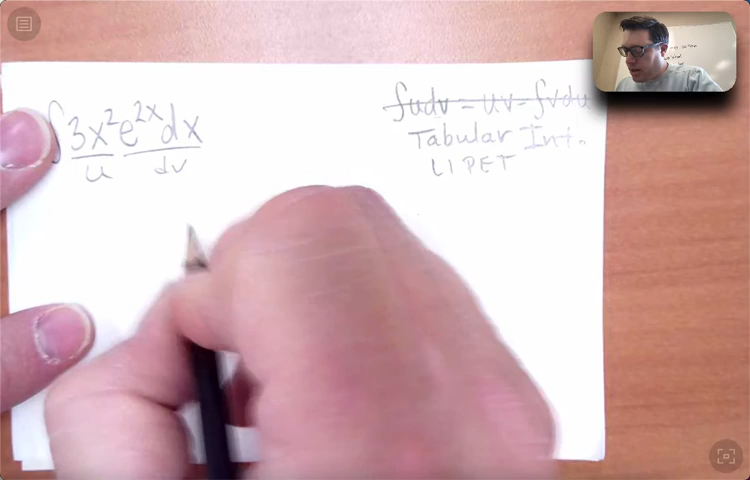 ∫3x²e²ˣdx
u dv
∫udv = uv - ∫vdu
Tabular Int.
LIPET